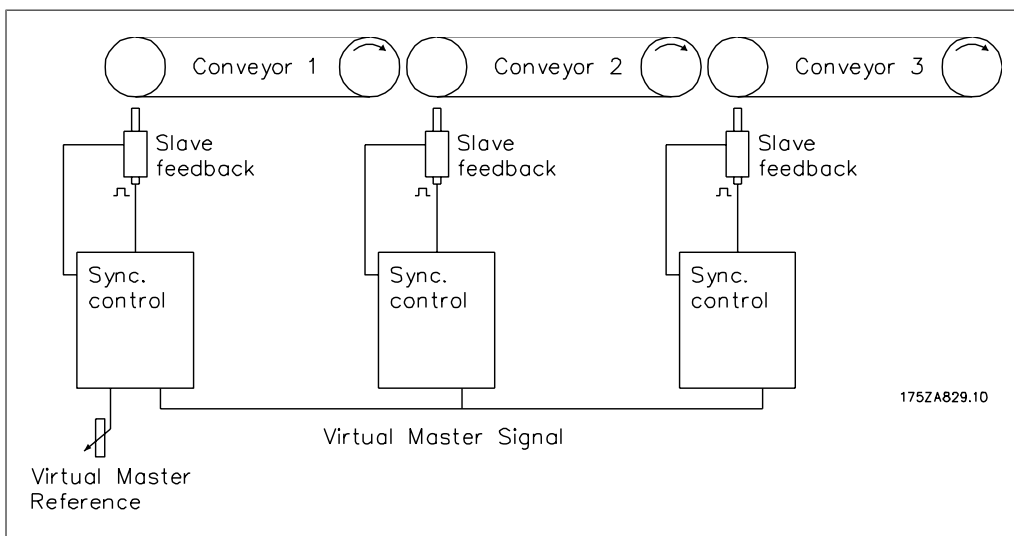 Conveyor 1
Conveyor 2
Conveyor 3
Slave
feedback
Slave
feedback
Slave
feedback
Sync.
control
Sync.
control
Sync.
control
175ZA829.10
Virtual Master Signal
Virtual Master
Reference